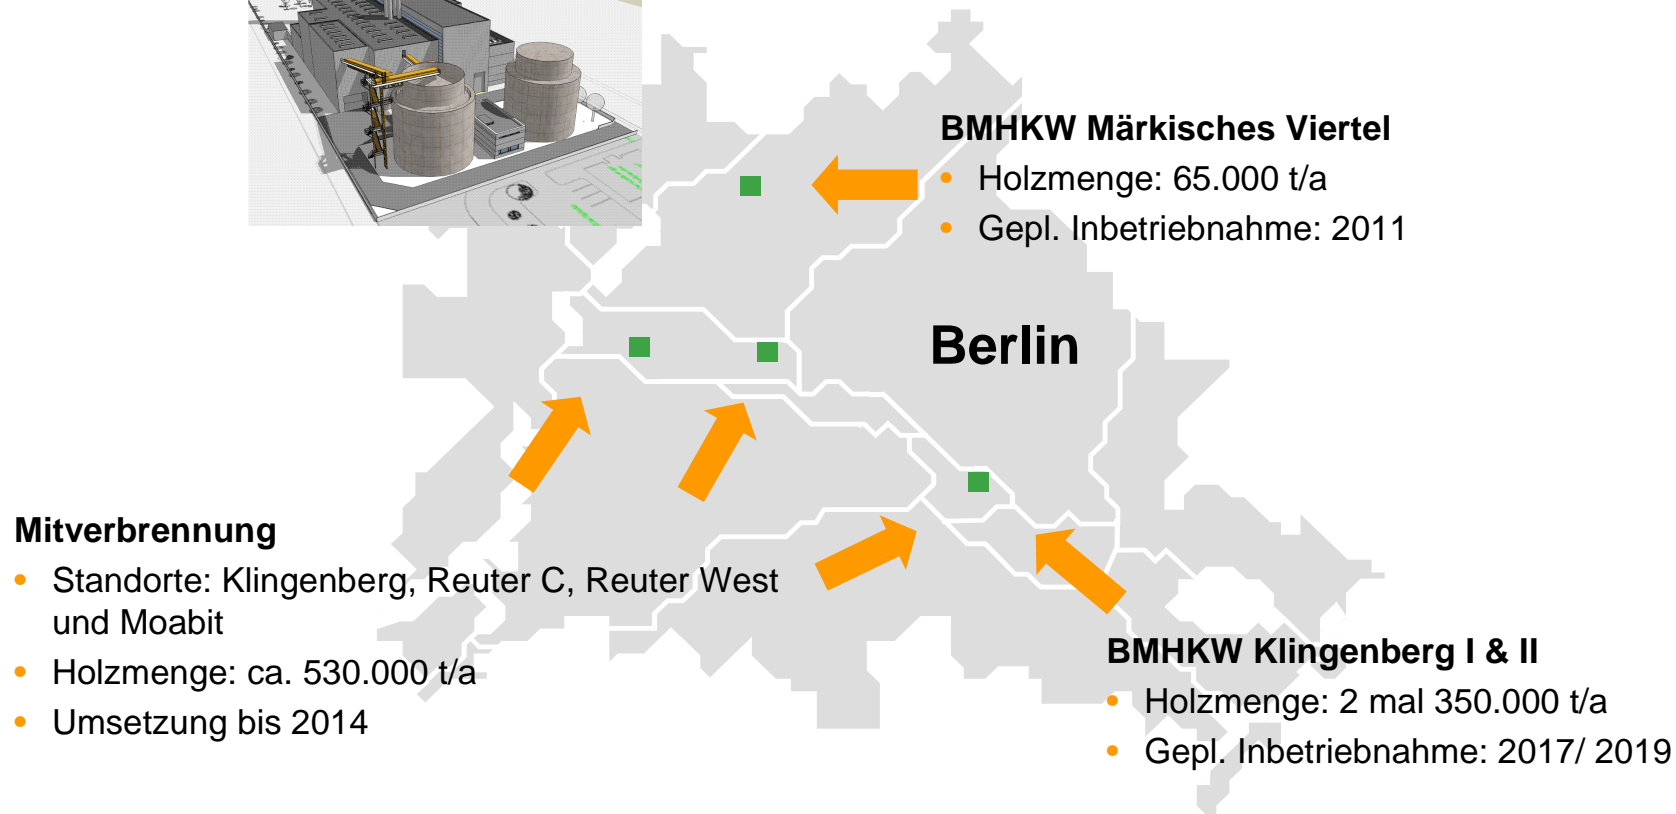 BMHKW Märkisches Viertel
• Holzmenge: 65.000 t/a
• Gepl. Inbetriebnahme: 2011
Berlin
Mitverbrennung
• Standorte: Klingenberg, Reuter C, Reuter West
und Moabit
• Holzmenge: ca. 530.000 t/a
• Umsetzung bis 2014
BMHKW Klingenberg I & II
• Holzmenge: 2 mal 350.000 t/a
• Gepl. Inbetriebnahme: 2017/ 2019